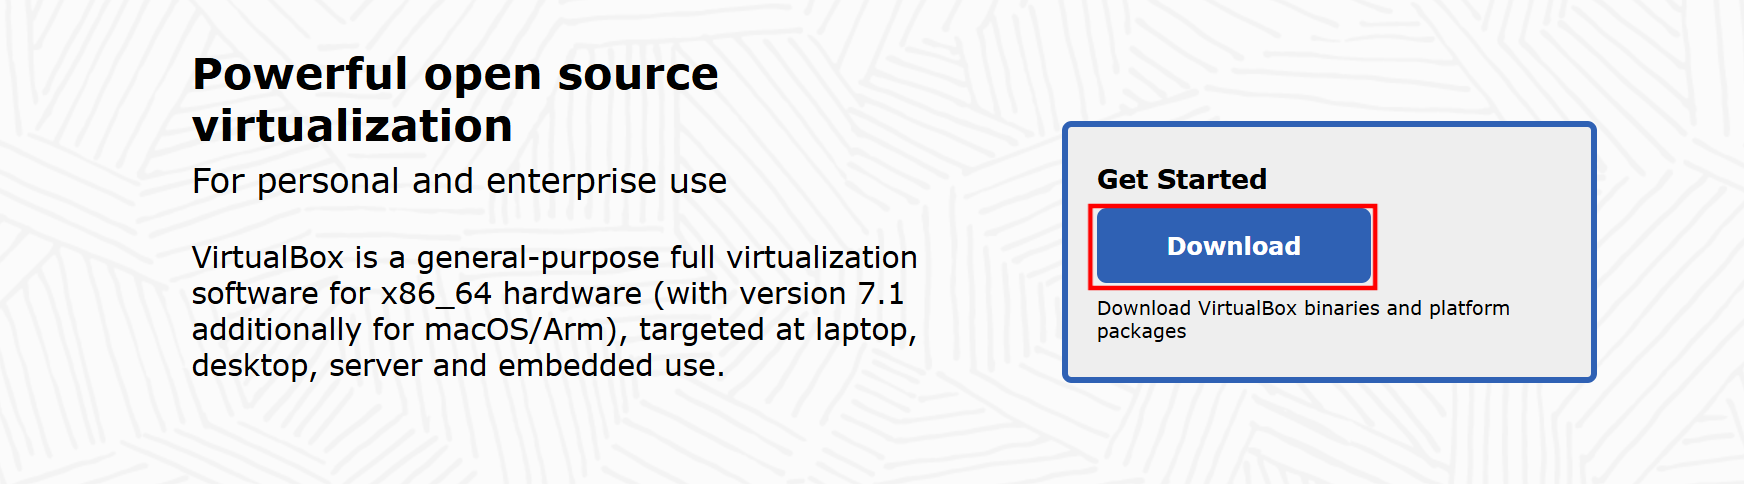 Powerful open source
virtualization
For personal and enterprise use
VirtualBox is a general-purpose full virtualization
software for x86_64 hardware (with version 7.1
additionally for macOS/Arm), targeted at laptop,
desktop, server and embedded use.
Get Started
Download
Download VirtualBox binaries and platform
packages